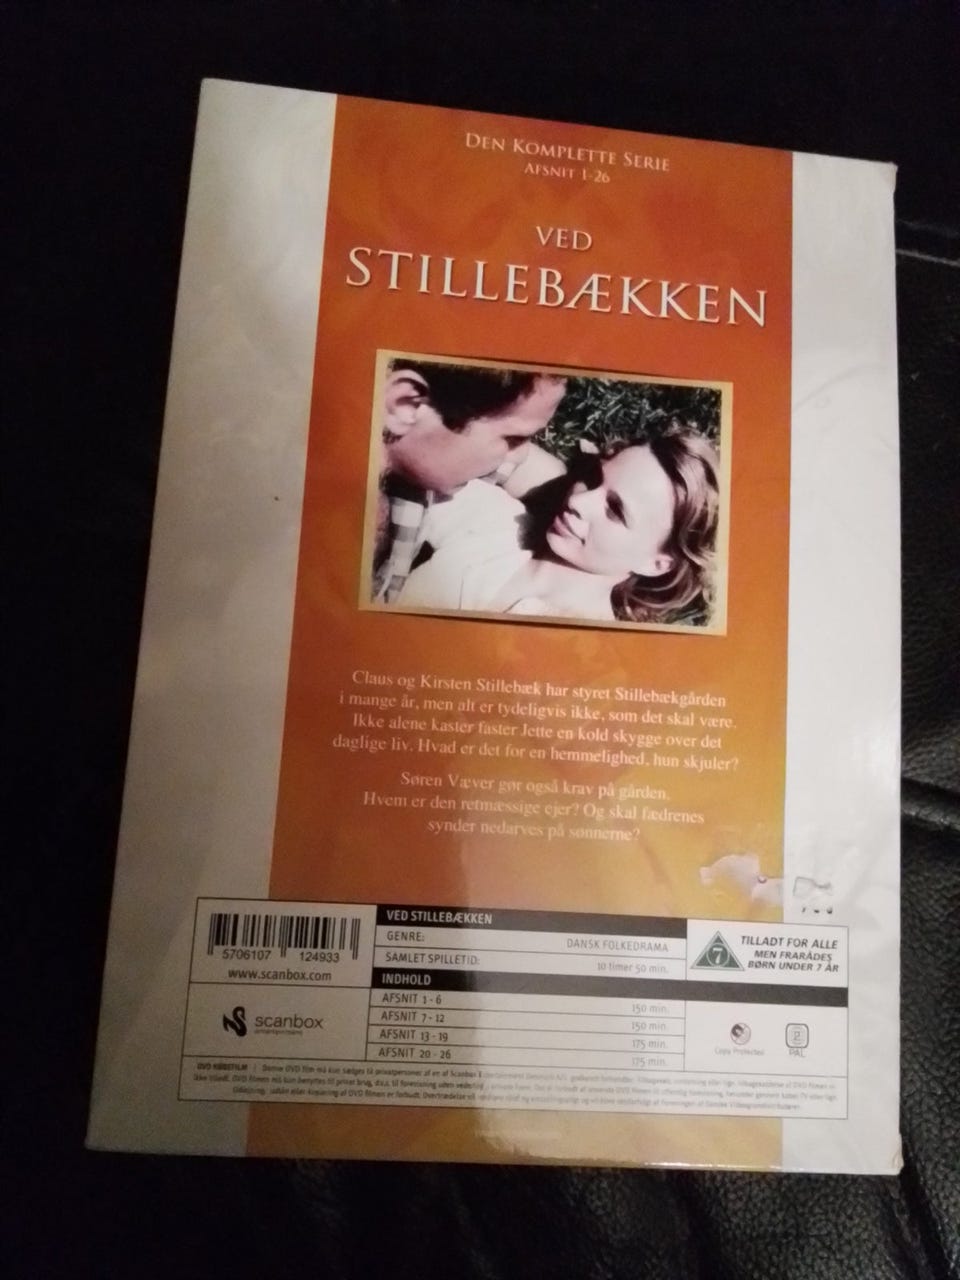 DEN KOMPLETTE SERIE
AFSNIT 1-26
VED
STILLEBÆKKEN
Claus og Kirsten Stillebæk har styret Stillebækgården
i mange år, men alt er tydeligvis ikke, som det skal være.
Ikke alene kaster faster Jette en kold skygge over det
daglige liv. Hvad er det for en hemmelighed, hun skjuler?
Søren Væver gør også krav på gården.
Hvem er den retmæssige ejer? Og skal fædrenes
synder nedarves på sønnerne?
5706107 124933
www.scanbox.com
scanbox
VED STILLEBÆKKEN
GENRE: DANSK FOLKEDRAMA
SAMLET SPILLETID: 10 timer 50 min.
INDHOLD
AFSNIT 1 - 6 150 min.
AFSNIT 7 - 12 150 min.
AFSNIT 13 - 19 175 min.
AFSNIT 20 - 26 175 min.
7
TILLADT FOR ALLE
MEN FRARÅDES
BØRN UNDER 7 ÅR
Copy Protected
2
PAL
DVD KØBSFILM